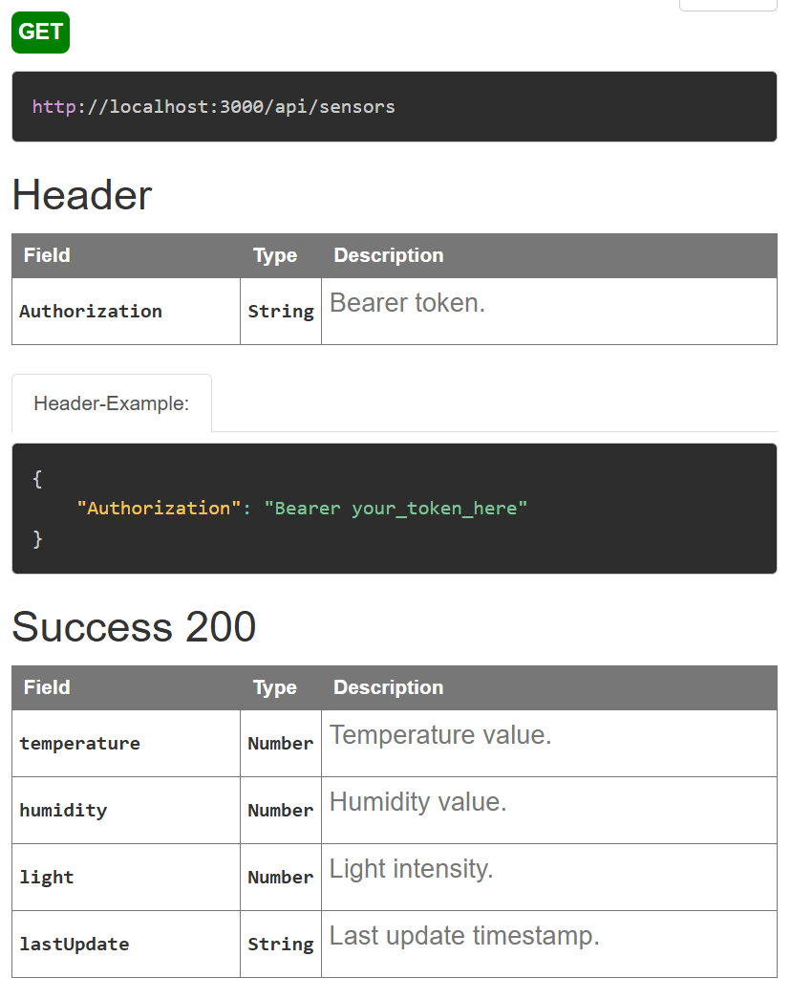 GET
http://localhost:3000/api/sensors
Header
Field Type Description
Authorization String Bearer token.
Header-Example:
{
"Authorization": "Bearer your_token_here"
}
Success 200
Field Type Description
temperature Number Temperature value.
humidity Number Humidity value.
light Number Light intensity.
lastUpdate String Last update timestamp.